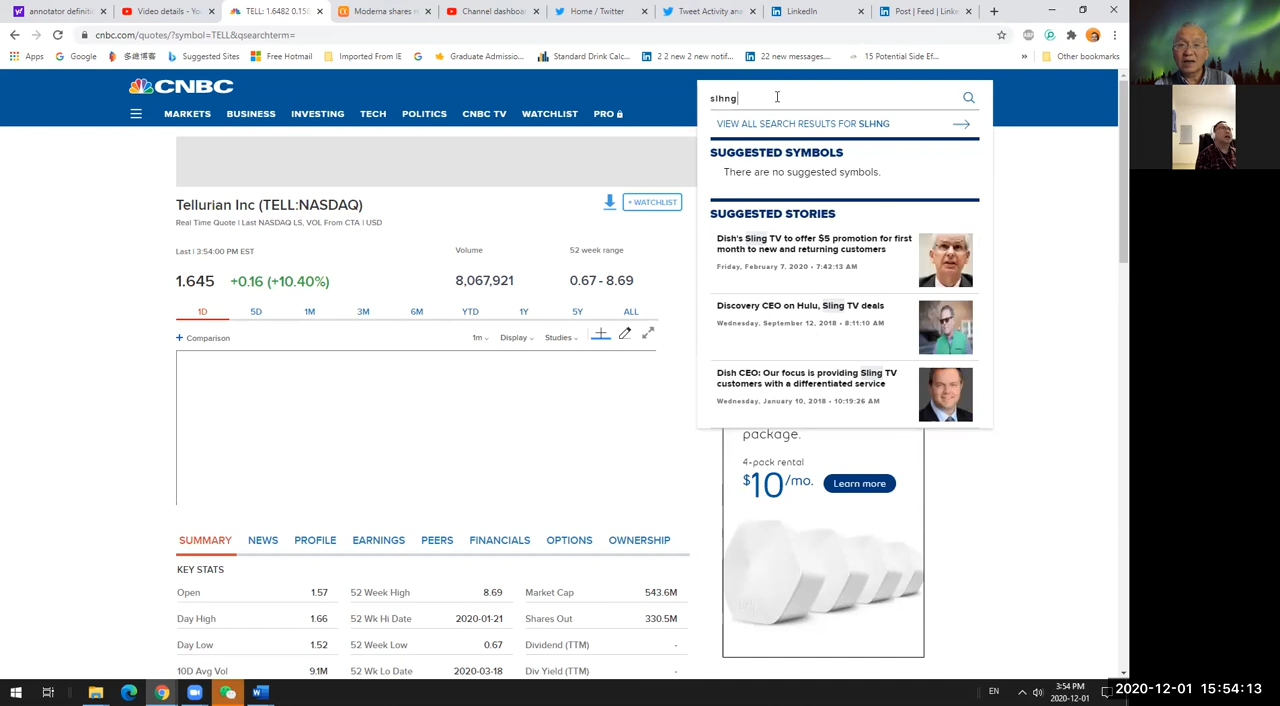 annotator definiti
Video details - Yo
TELL: 1.6482 0.15
Moderna shares r
Channel dashboa
Home / Twitter
Tweet Activity ana
LinkedIn
Post | Feed | Linke
cnbc.com/quotes/?symbol=TELL&qsearchterm=
Apps
Google
多维博客
Suggested Sites
Free Hotmail
Imported From IE
Graduate Admissio...
Standard Drink Calc...
2 2 new 2 new notif...
22 new messages....
15 Potential Side Ef...
»
Other bookmarks
CNBC
MARKETS
BUSINESS
INVESTING
TECH
POLITICS
CNBC TV
WATCHLIST
PRO
slhng
VIEW ALL SEARCH RESULTS FOR SLHNG
SUGGESTED SYMBOLS
There are no suggested symbols.
SUGGESTED STORIES
Dish's Sling TV to offer $5 promotion for first
month to new and returning customers
Friday, February 7, 2020 • 7:42:13 AM
Discovery CEO on Hulu, Sling TV deals
Wednesday, September 12, 2018 • 8:11:10 AM
Dish CEO: Our focus is providing Sling TV
customers with a differentiated service
Wednesday, January 10, 2018 • 10:19:26 AM
Tellurian Inc (TELL:NASDAQ)
+ WATCHLIST
Real Time Quote | Last NASDAQ LS, VOL From CTA | USD
Last | 3:54:00 PM EST
Volume
52 week range
1.645
+0.16 (+10.40%)
8,067,921
0.67 - 8.69
1D
5D
1M
3M
6M
YTD
1Y
5Y
ALL
+ Comparison
1m
Display
Studies
package.
4-pack rental
$10/mo.
Learn more
SUMMARY
NEWS
PROFILE
EARNINGS
PEERS
FINANCIALS
OPTIONS
OWNERSHIP
KEY STATS
Open 1.57 52 Week High 8.69 Market Cap 543.6M
Day High 1.66 52 Wk Hi Date 2020-01-21 Shares Out 330.5M
Day Low 1.52 52 Week Low 0.67 Dividend (TTM) -
10D Avg Vol 9.1M 52 Wk Lo Date 2020-03-18 Div Yield (TTM) -
EN
3:54 PM
2020-12-01
2020-12-01 15:54:13